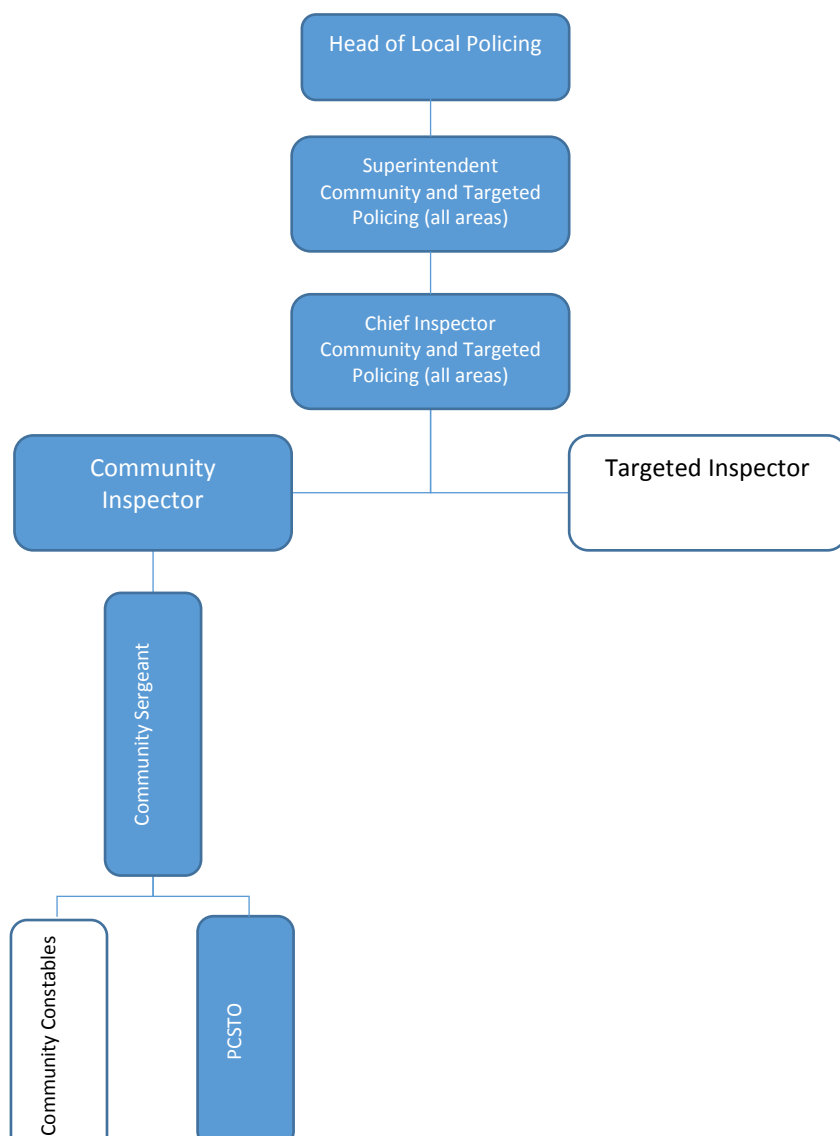 Head of Local Policing
Superintendent
Community and Targeted
Policing (all areas)
Chief Inspector
Community and Targeted
Policing (all areas)
Community
Inspector
Targeted Inspector
Community Sergeant
Community Constables
PCSTO